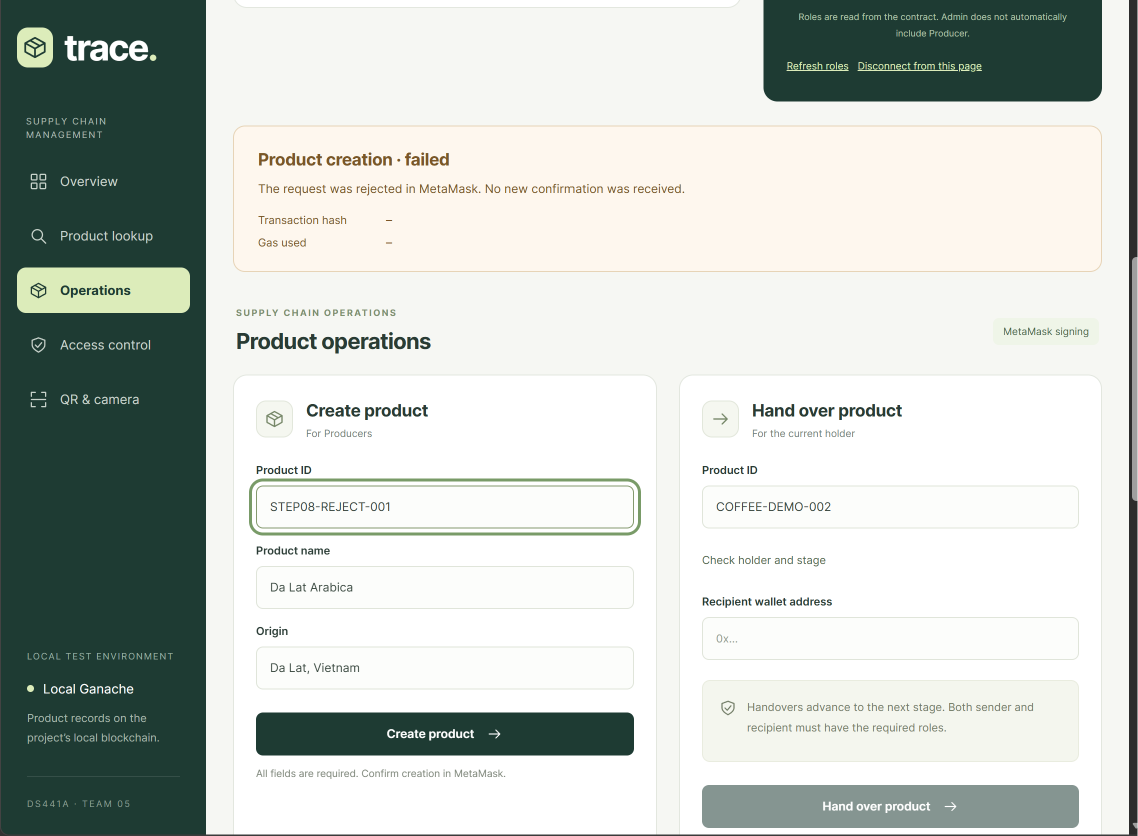 trace.
SUPPLY CHAIN
MANAGEMENT
Overview
Product lookup
Operations
Access control
QR & camera
LOCAL TEST ENVIRONMENT
Local Ganache
Product records on the
project's local blockchain.
DS441A · TEAM 05
Roles are read from the contract. Admin does not automatically
include Producer.
Refresh roles Disconnect from this page
Product creation · failed
The request was rejected in MetaMask. No new confirmation was received.
Transaction hash –
Gas used –
SUPPLY CHAIN OPERATIONS
Product operations
MetaMask signing
Create product
For Producers
Product ID
STEP08-REJECT-001
Product name
Da Lat Arabica
Origin
Da Lat, Vietnam
Create product →
All fields are required. Confirm creation in MetaMask.
Hand over product
For the current holder
Product ID
COFFEE-DEMO-002
Check holder and stage
Recipient wallet address
0x...
Handovers advance to the next stage. Both sender and
recipient must have the required roles.
Hand over product →